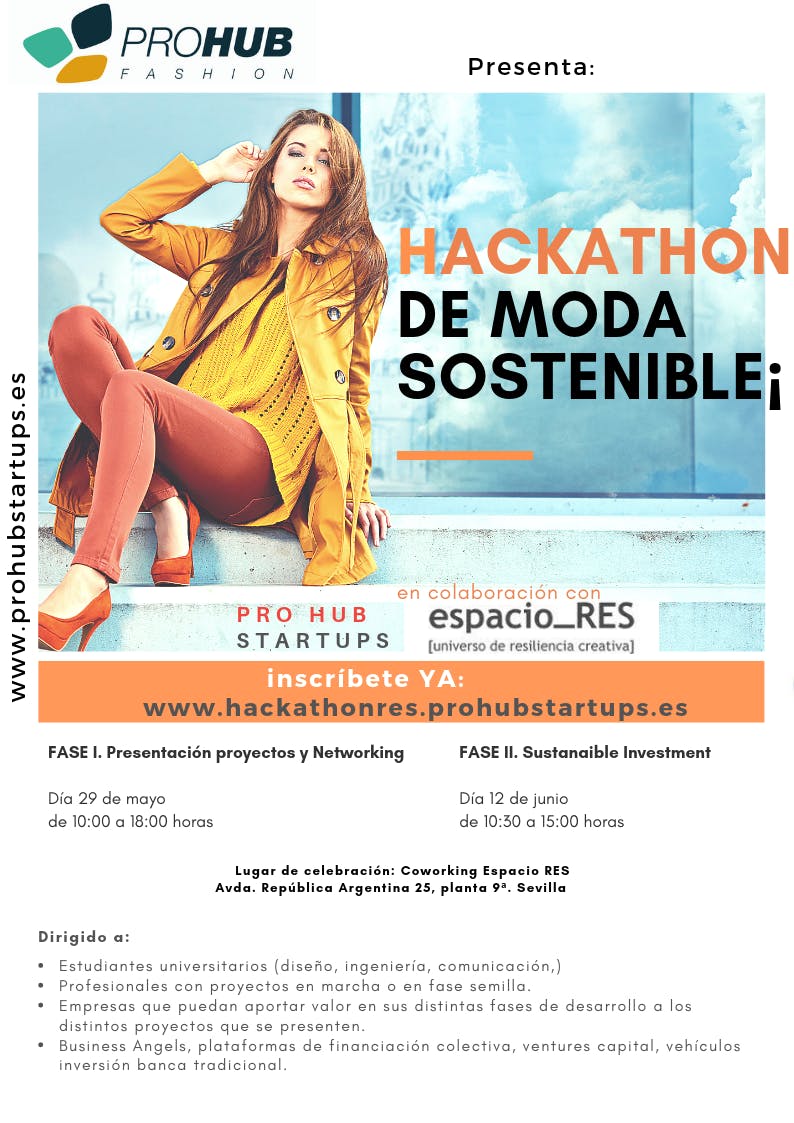 PROHUB
FASHION
Presenta:
HACKATHON
DE MODA
SOSTENIBLE¡
www.prohubstartups.es
en colaboración con
PRO HUB
STARTUPS
espacio_RES
[universo de resiliencia creativa]
inscríbete YA:
www.hackathonres.prohubstartups.es
FASE I. Presentación proyectos y Networking
Día 29 de mayo
de 10:00 a 18:00 horas
FASE II. Sustanaible Investment
Día 12 de junio
de 10:30 a 15:00 horas
Lugar de celebración: Coworking Espacio RES
Avda. República Argentina 25, planta 9ª. Sevilla
Dirigido a:
• Estudiantes universitarios (diseño, ingeniería, comunicación,)
• Profesionales con proyectos en marcha o en fase semilla.
• Empresas que puedan aportar valor en sus distintas fases de desarrollo a los
distintos proyectos que se presenten.
• Business Angels, plataformas de financiación colectiva, ventures capital, vehículos
inversión banca tradicional.